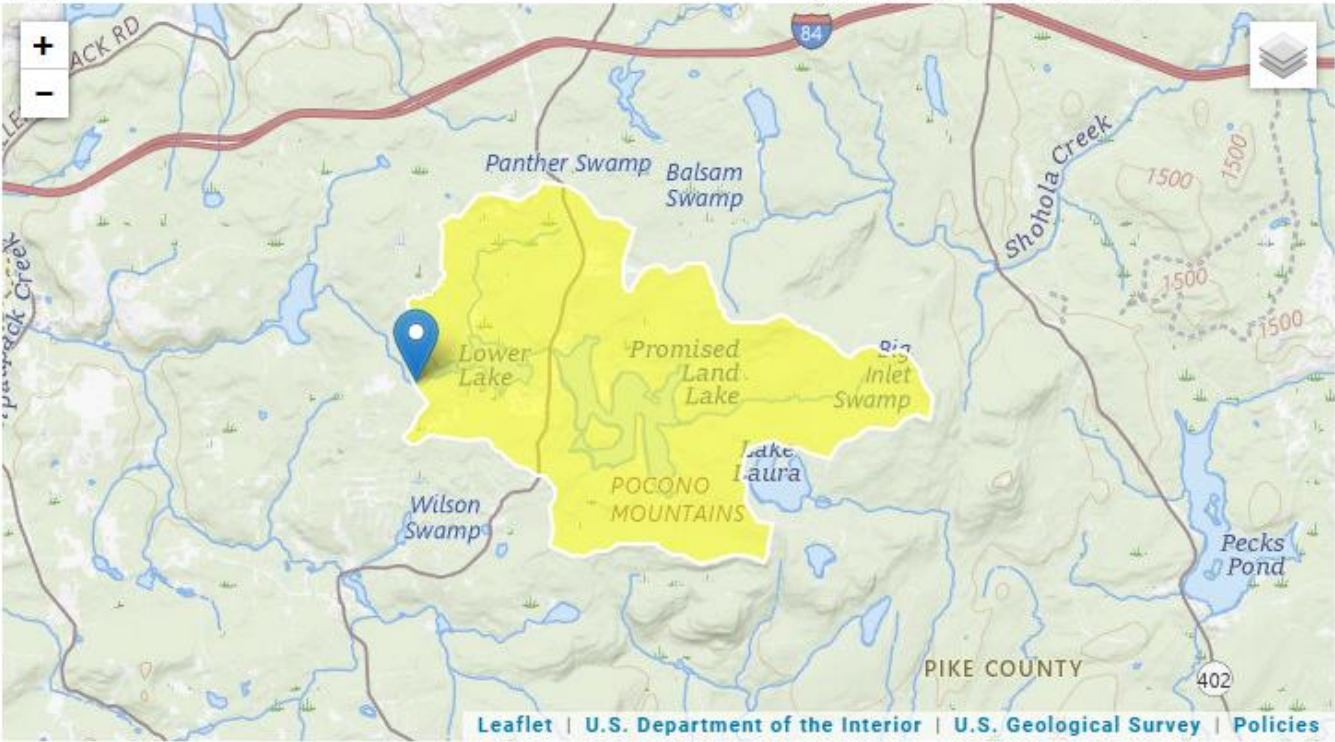 +
−
ACK RD
84
Panther Swamp
Balsam
Swamp
Shohola Creek
1500
1500
1500
1500
Lower
Lake
Promised
Land
Lake
Big
Inlet
Swamp
Lake
Laura
POCONO
MOUNTAINS
Wilson
Swamp
Pecks
Pond
PIKE COUNTY
402
Leaflet | U.S. Department of the Interior | U.S. Geological Survey | Policies